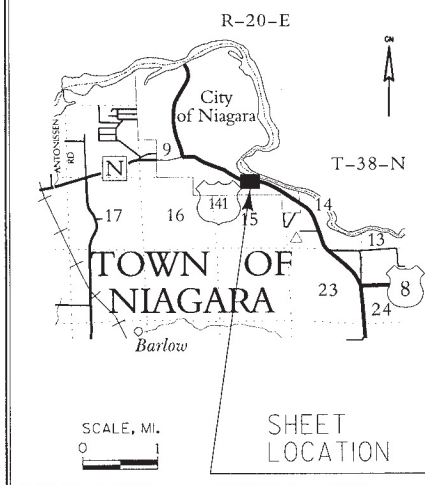 R-20-E
GN
City
of Niagara
ANTONISSEN
RD
T-38-N
9
N
141
14
17
16
15
13
TOWN OF
NIAGARA
23
8
24
Barlow
SCALE, MI.
0 1
SHEET
LOCATION